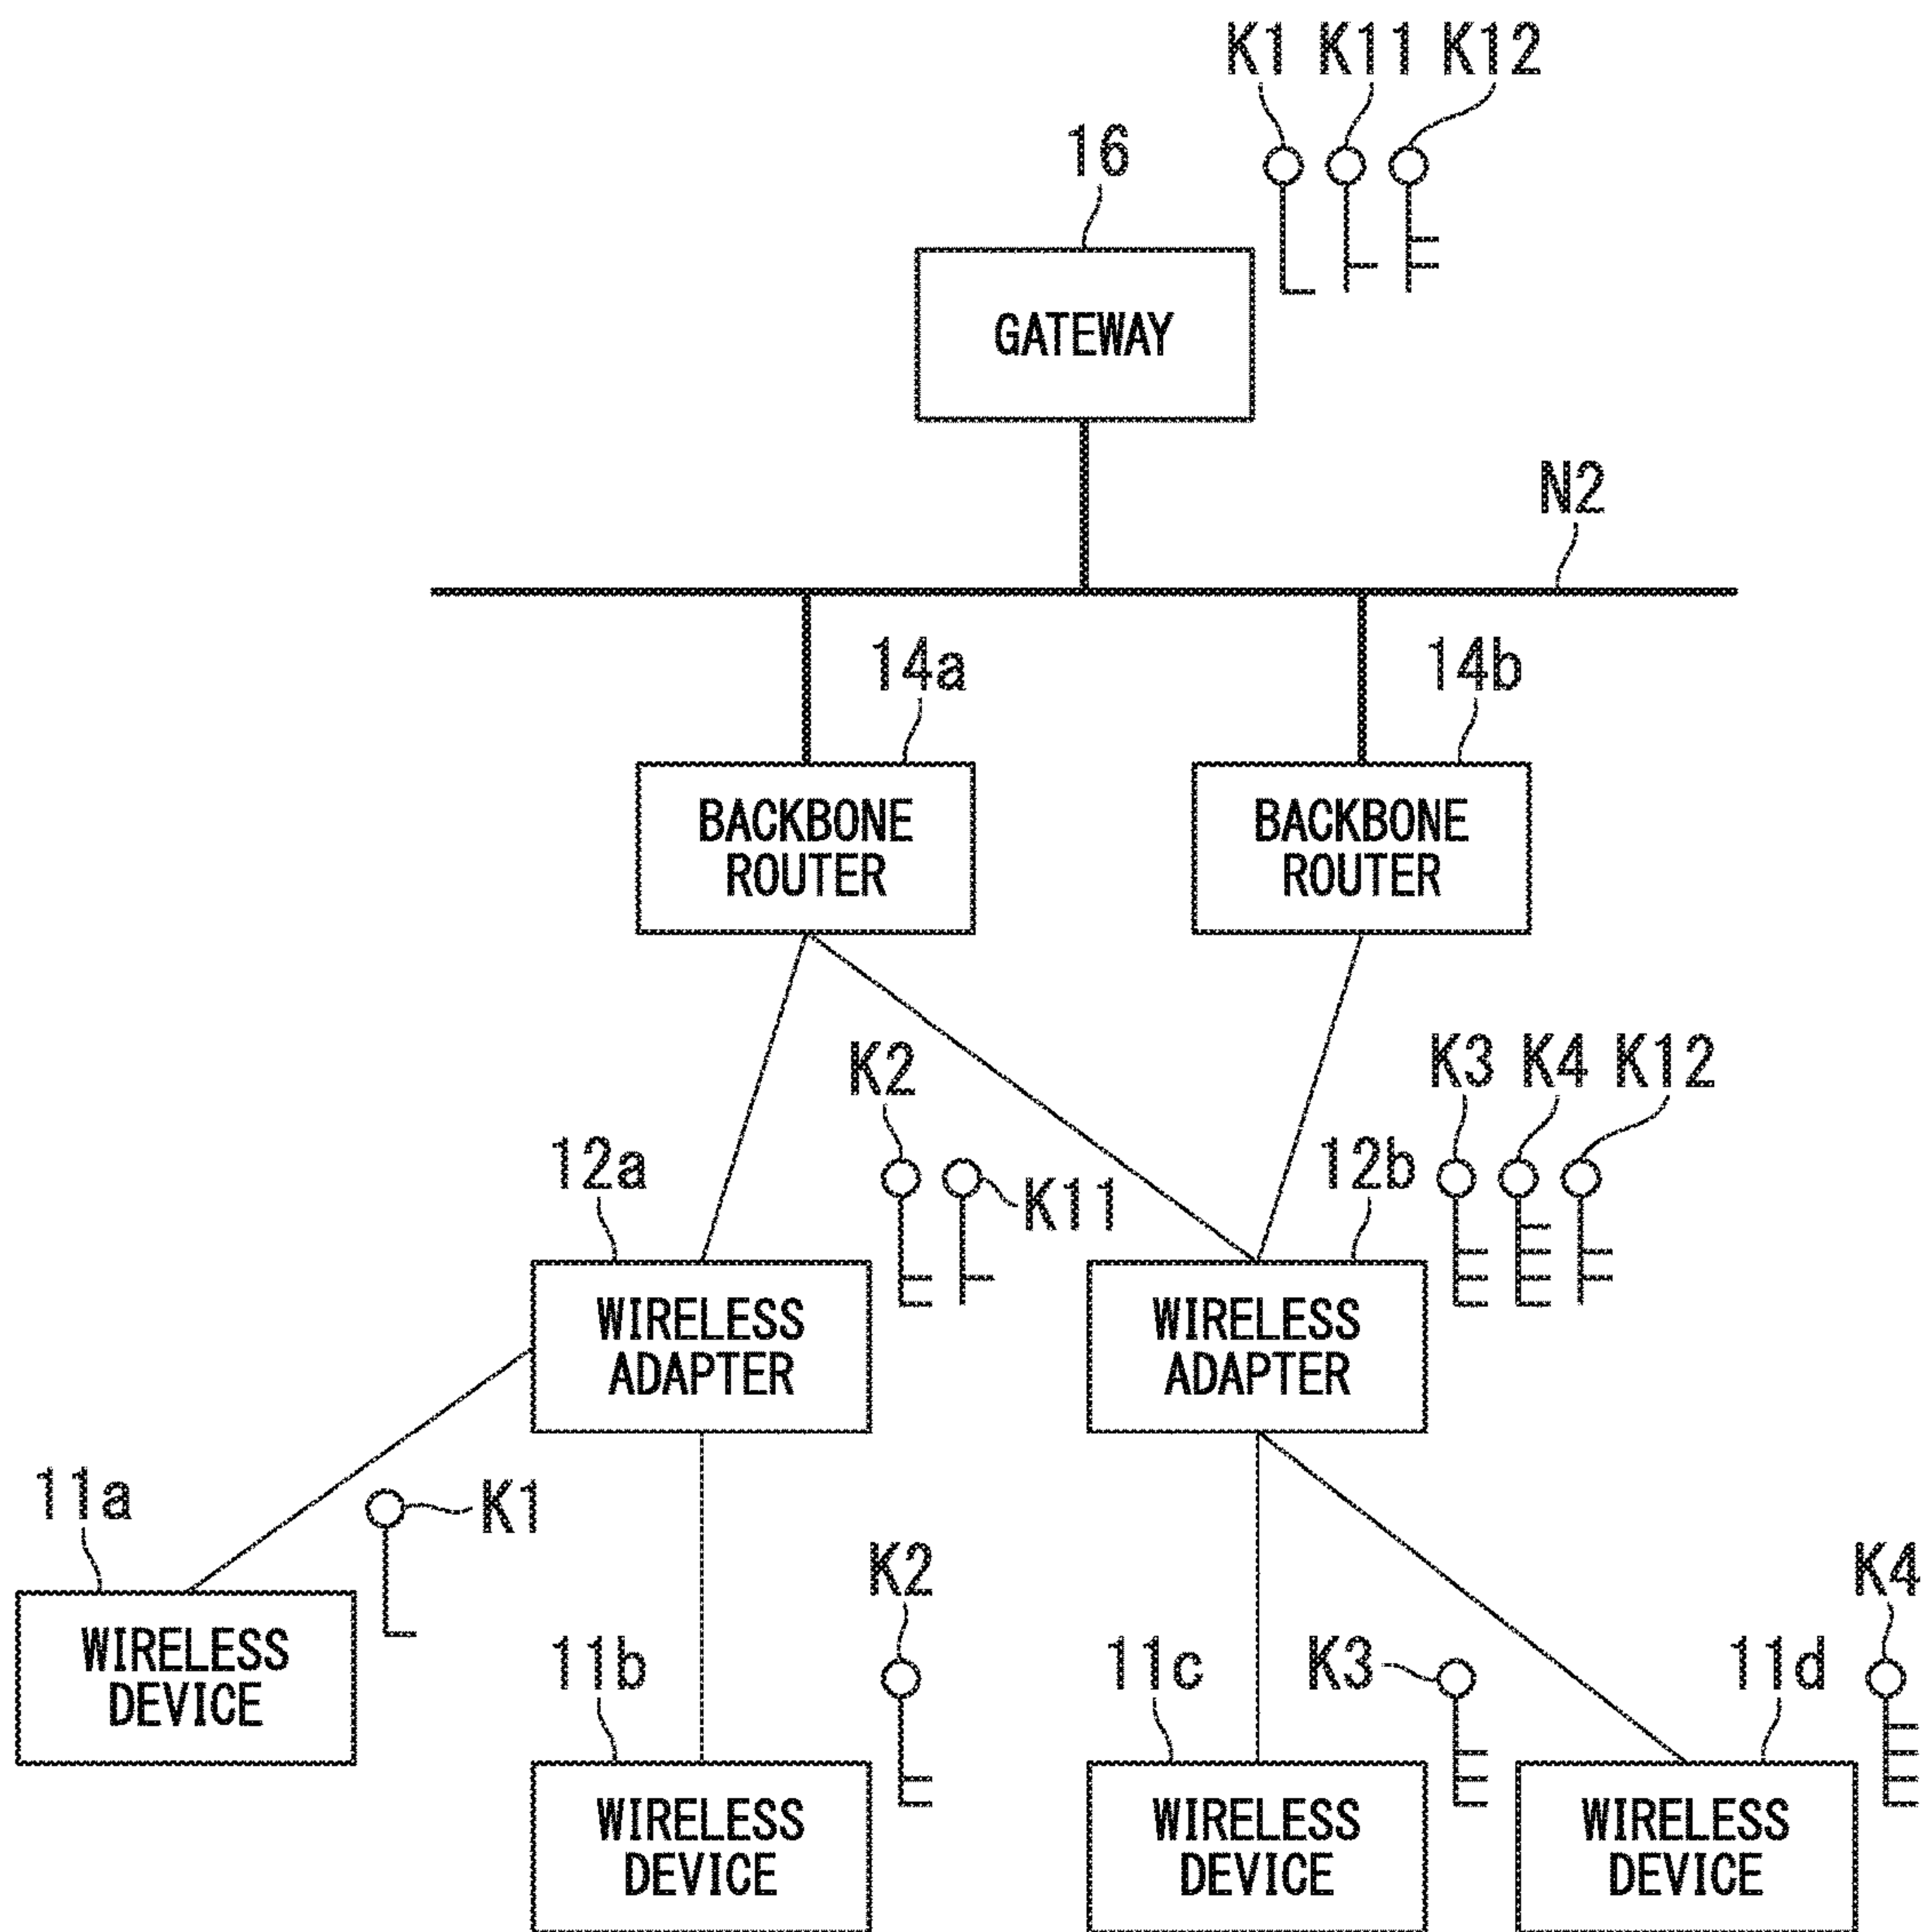 K1 K11 K12
16
GATEWAY
N2
14a
14b
BACKBONE
ROUTER
BACKBONE
ROUTER
K2
K3 K4 K12
12a
K11
12b
WIRELESS
ADAPTER
WIRELESS
ADAPTER
11a
K1
WIRELESS
DEVICE
K2
K4
11b
11c
K3
11d
WIRELESS
DEVICE
WIRELESS
DEVICE
WIRELESS
DEVICE